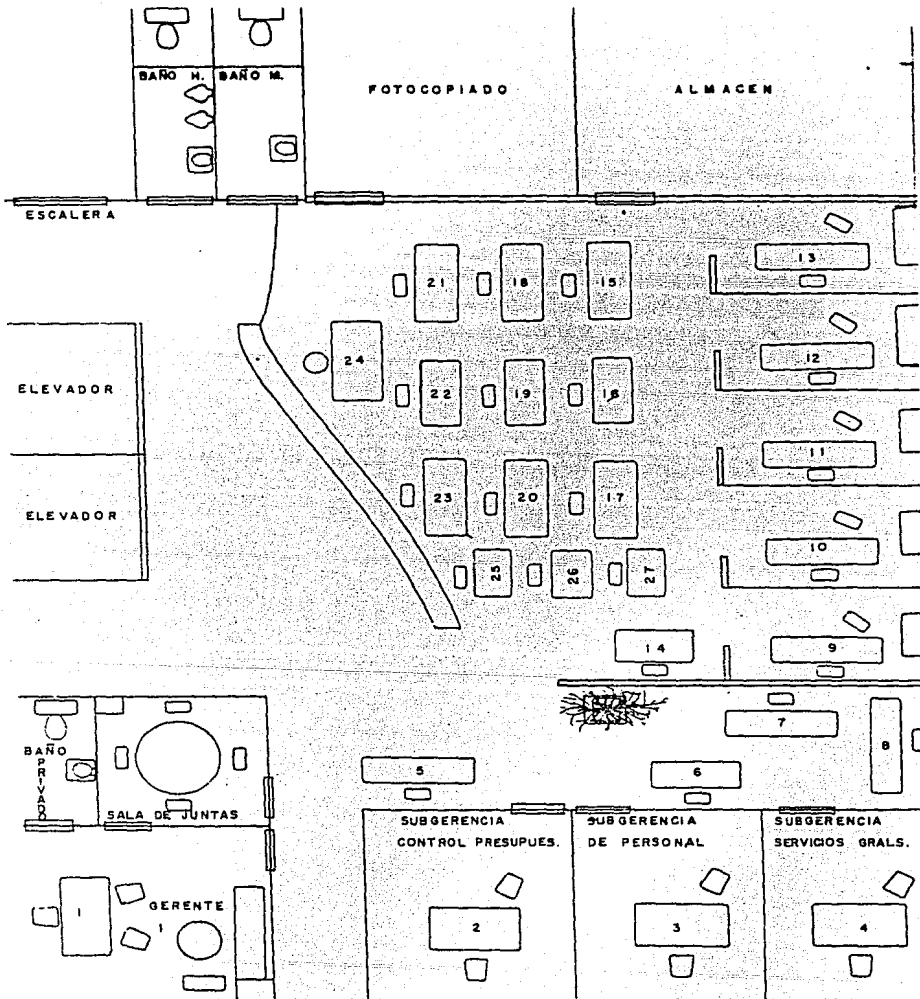 BAÑO H.
BAÑO M.
FOTOCOPIADO
ALMACEN
ESCALERA
21
18
15
13
24
12
ELEVADOR
22
19
16
11
23
20
17
ELEVADOR
10
25
26
27
14
9
7
8
BAÑO
PRIVADO
SALA DE JUNTAS
5
6
SUBGERENCIA
CONTROL PRESUPUES.
SUBGERENCIA
DE PERSONAL
SUBGERENCIA
SERVICIOS GRALS.
1
GERENTE
1
2
3
4